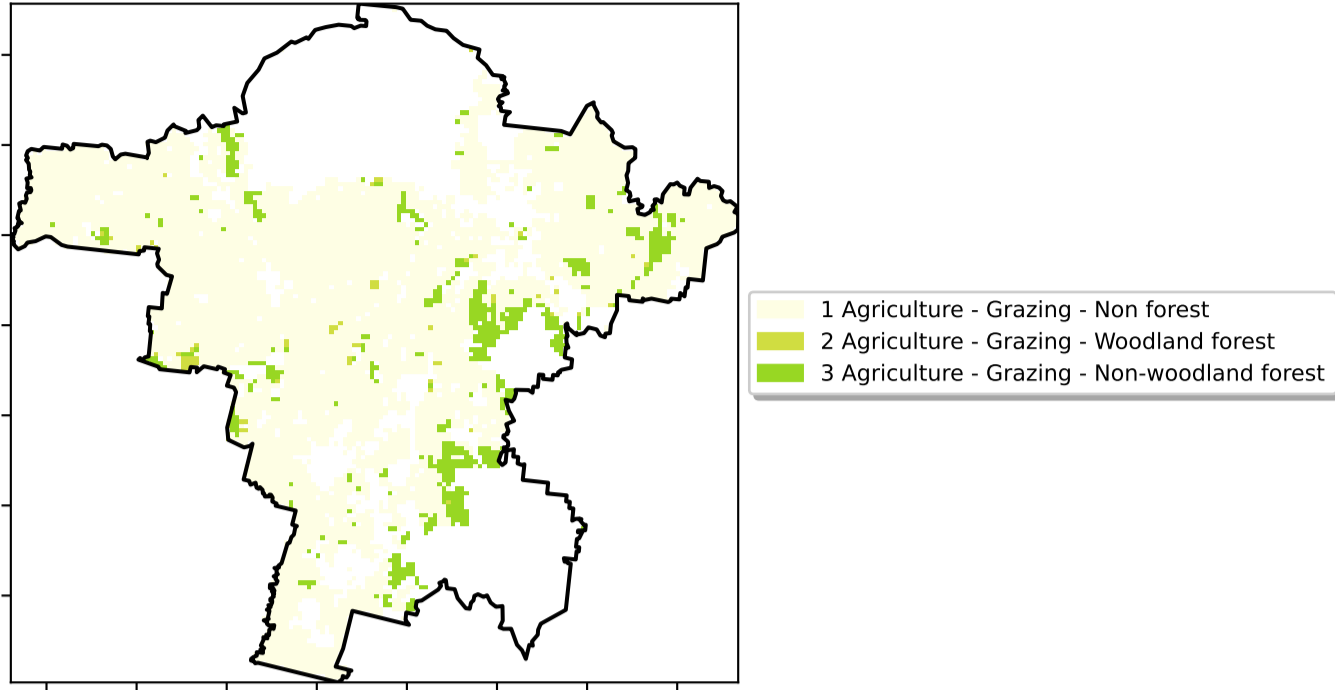 1 Agriculture - Grazing - Non forest
2 Agriculture - Grazing - Woodland forest
3 Agriculture - Grazing - Non-woodland forest